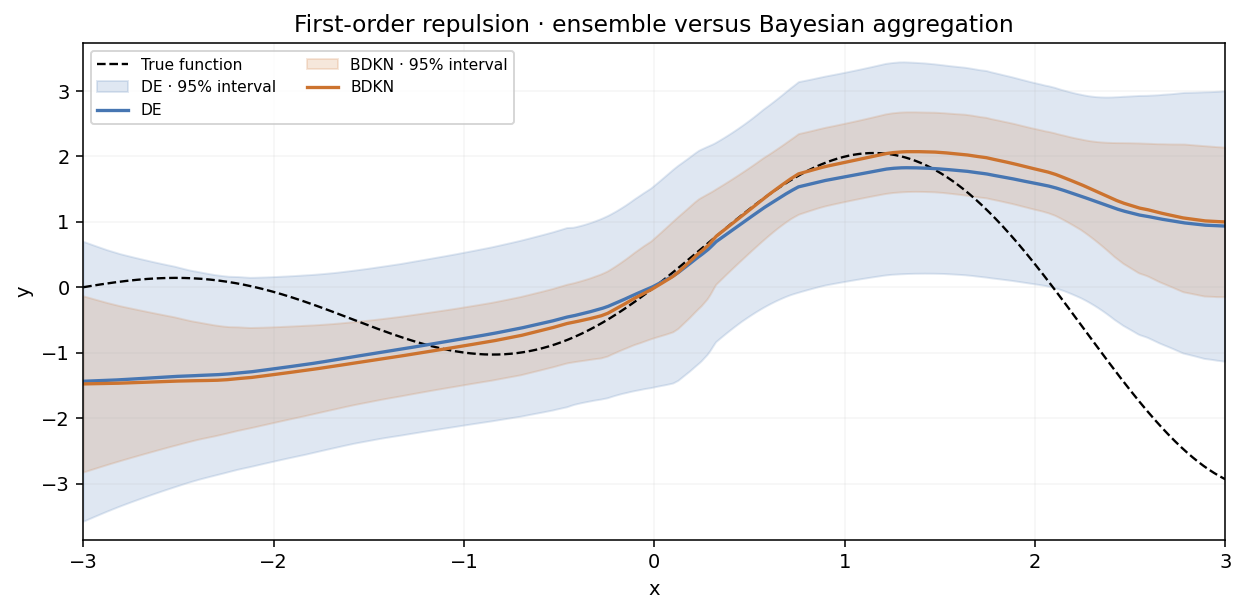 First-order repulsion · ensemble versus Bayesian aggregation
True function
DE · 95% interval
DE
BDKN · 95% interval
BDKN
y
3
2
1
0
−1
−2
−3
−3 −2 −1 0 1 2 3
x